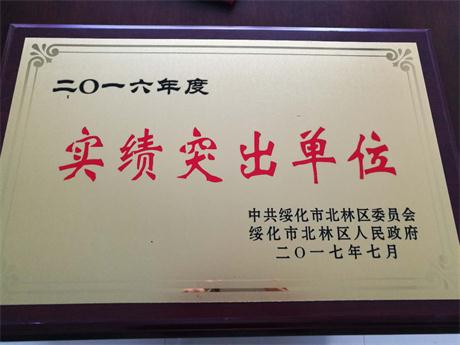 二〇一六年度
实绩突出单位
中共绥化市北林区委员会
绥化市北林区人民政府
二〇一七年七月